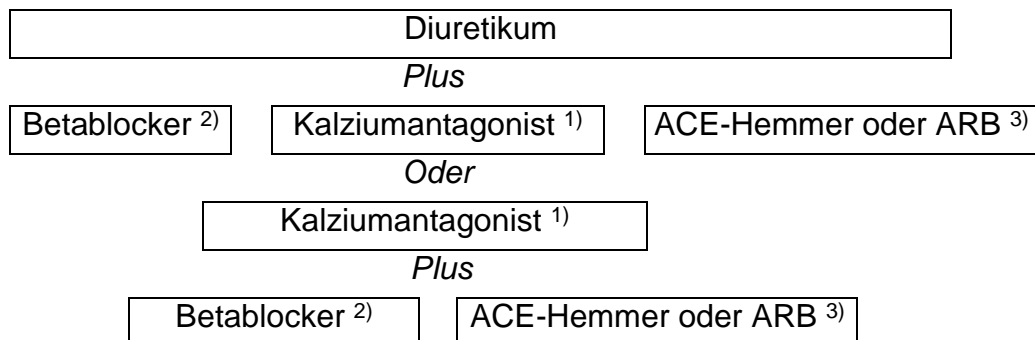 Diuretikum
Plus
Betablocker 2) Kalziumantagonist 1) ACE-Hemmer oder ARB 3)
Oder
Kalziumantagonist 1)
Plus
Betablocker 2) ACE-Hemmer oder ARB 3)